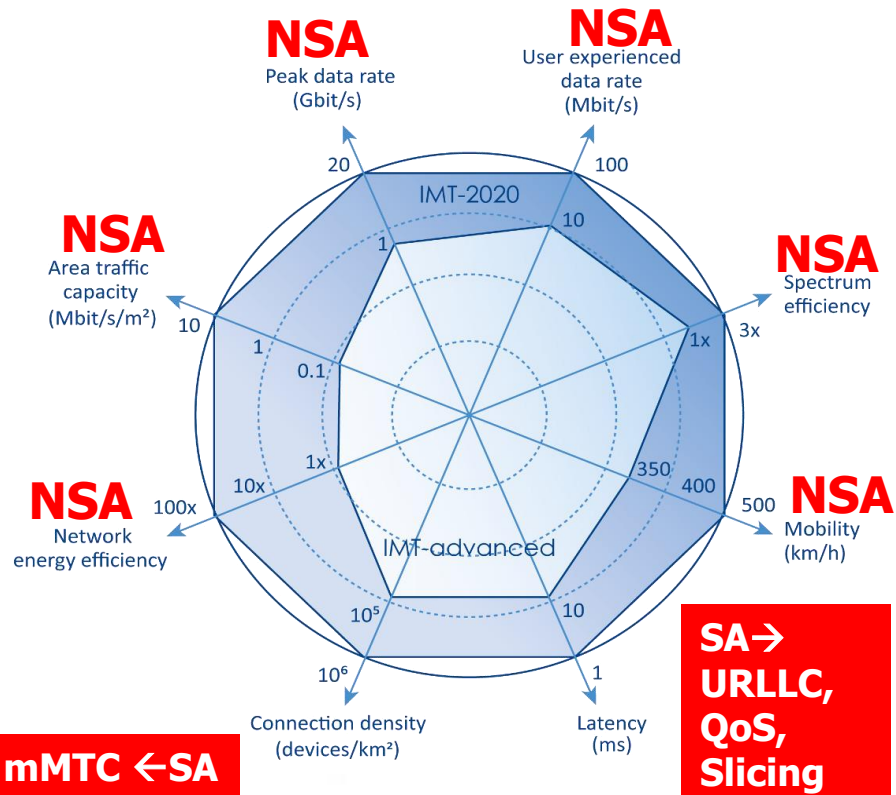 NSA
Peak data rate
(Gbit/s)
NSA
User experienced
data rate
(Mbit/s)
20
100
IMT-2020
1
10
NSA
Area traffic
capacity
(Mbit/s/m²)
NSA
Spectrum
efficiency
10
1
0.1
1x
3x
NSA
Network
energy efficiency
100x
10x
1x
350
400
500
NSA
Mobility
(km/h)
IMT-advanced
10⁵
10⁶
10
1
Connection density
(devices/km²)
Latency
(ms)
SA→
URLLC,
QoS,
Slicing
mMTC ←SA